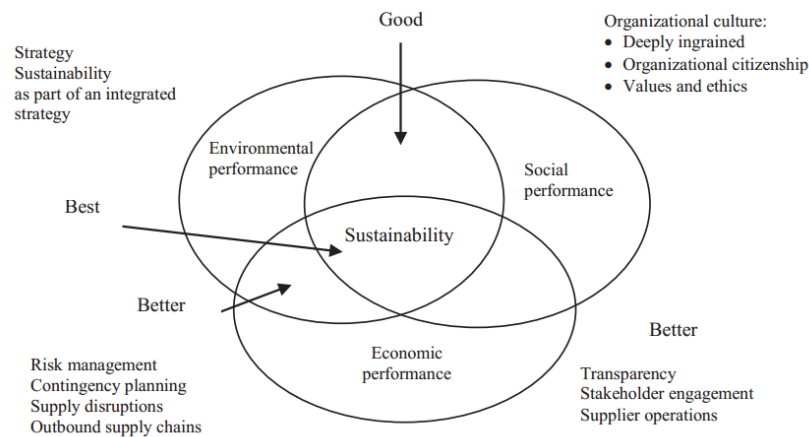 Good
Organizational culture:
• Deeply ingrained
• Organizational citizenship
• Values and ethics
Strategy
Sustainability
as part of an integrated
strategy
Environmental
performance
Social
performance
Best
Sustainability
Better
Better
Economic
performance
Risk management
Contingency planning
Supply disruptions
Outbound supply chains
Transparency
Stakeholder engagement
Supplier operations